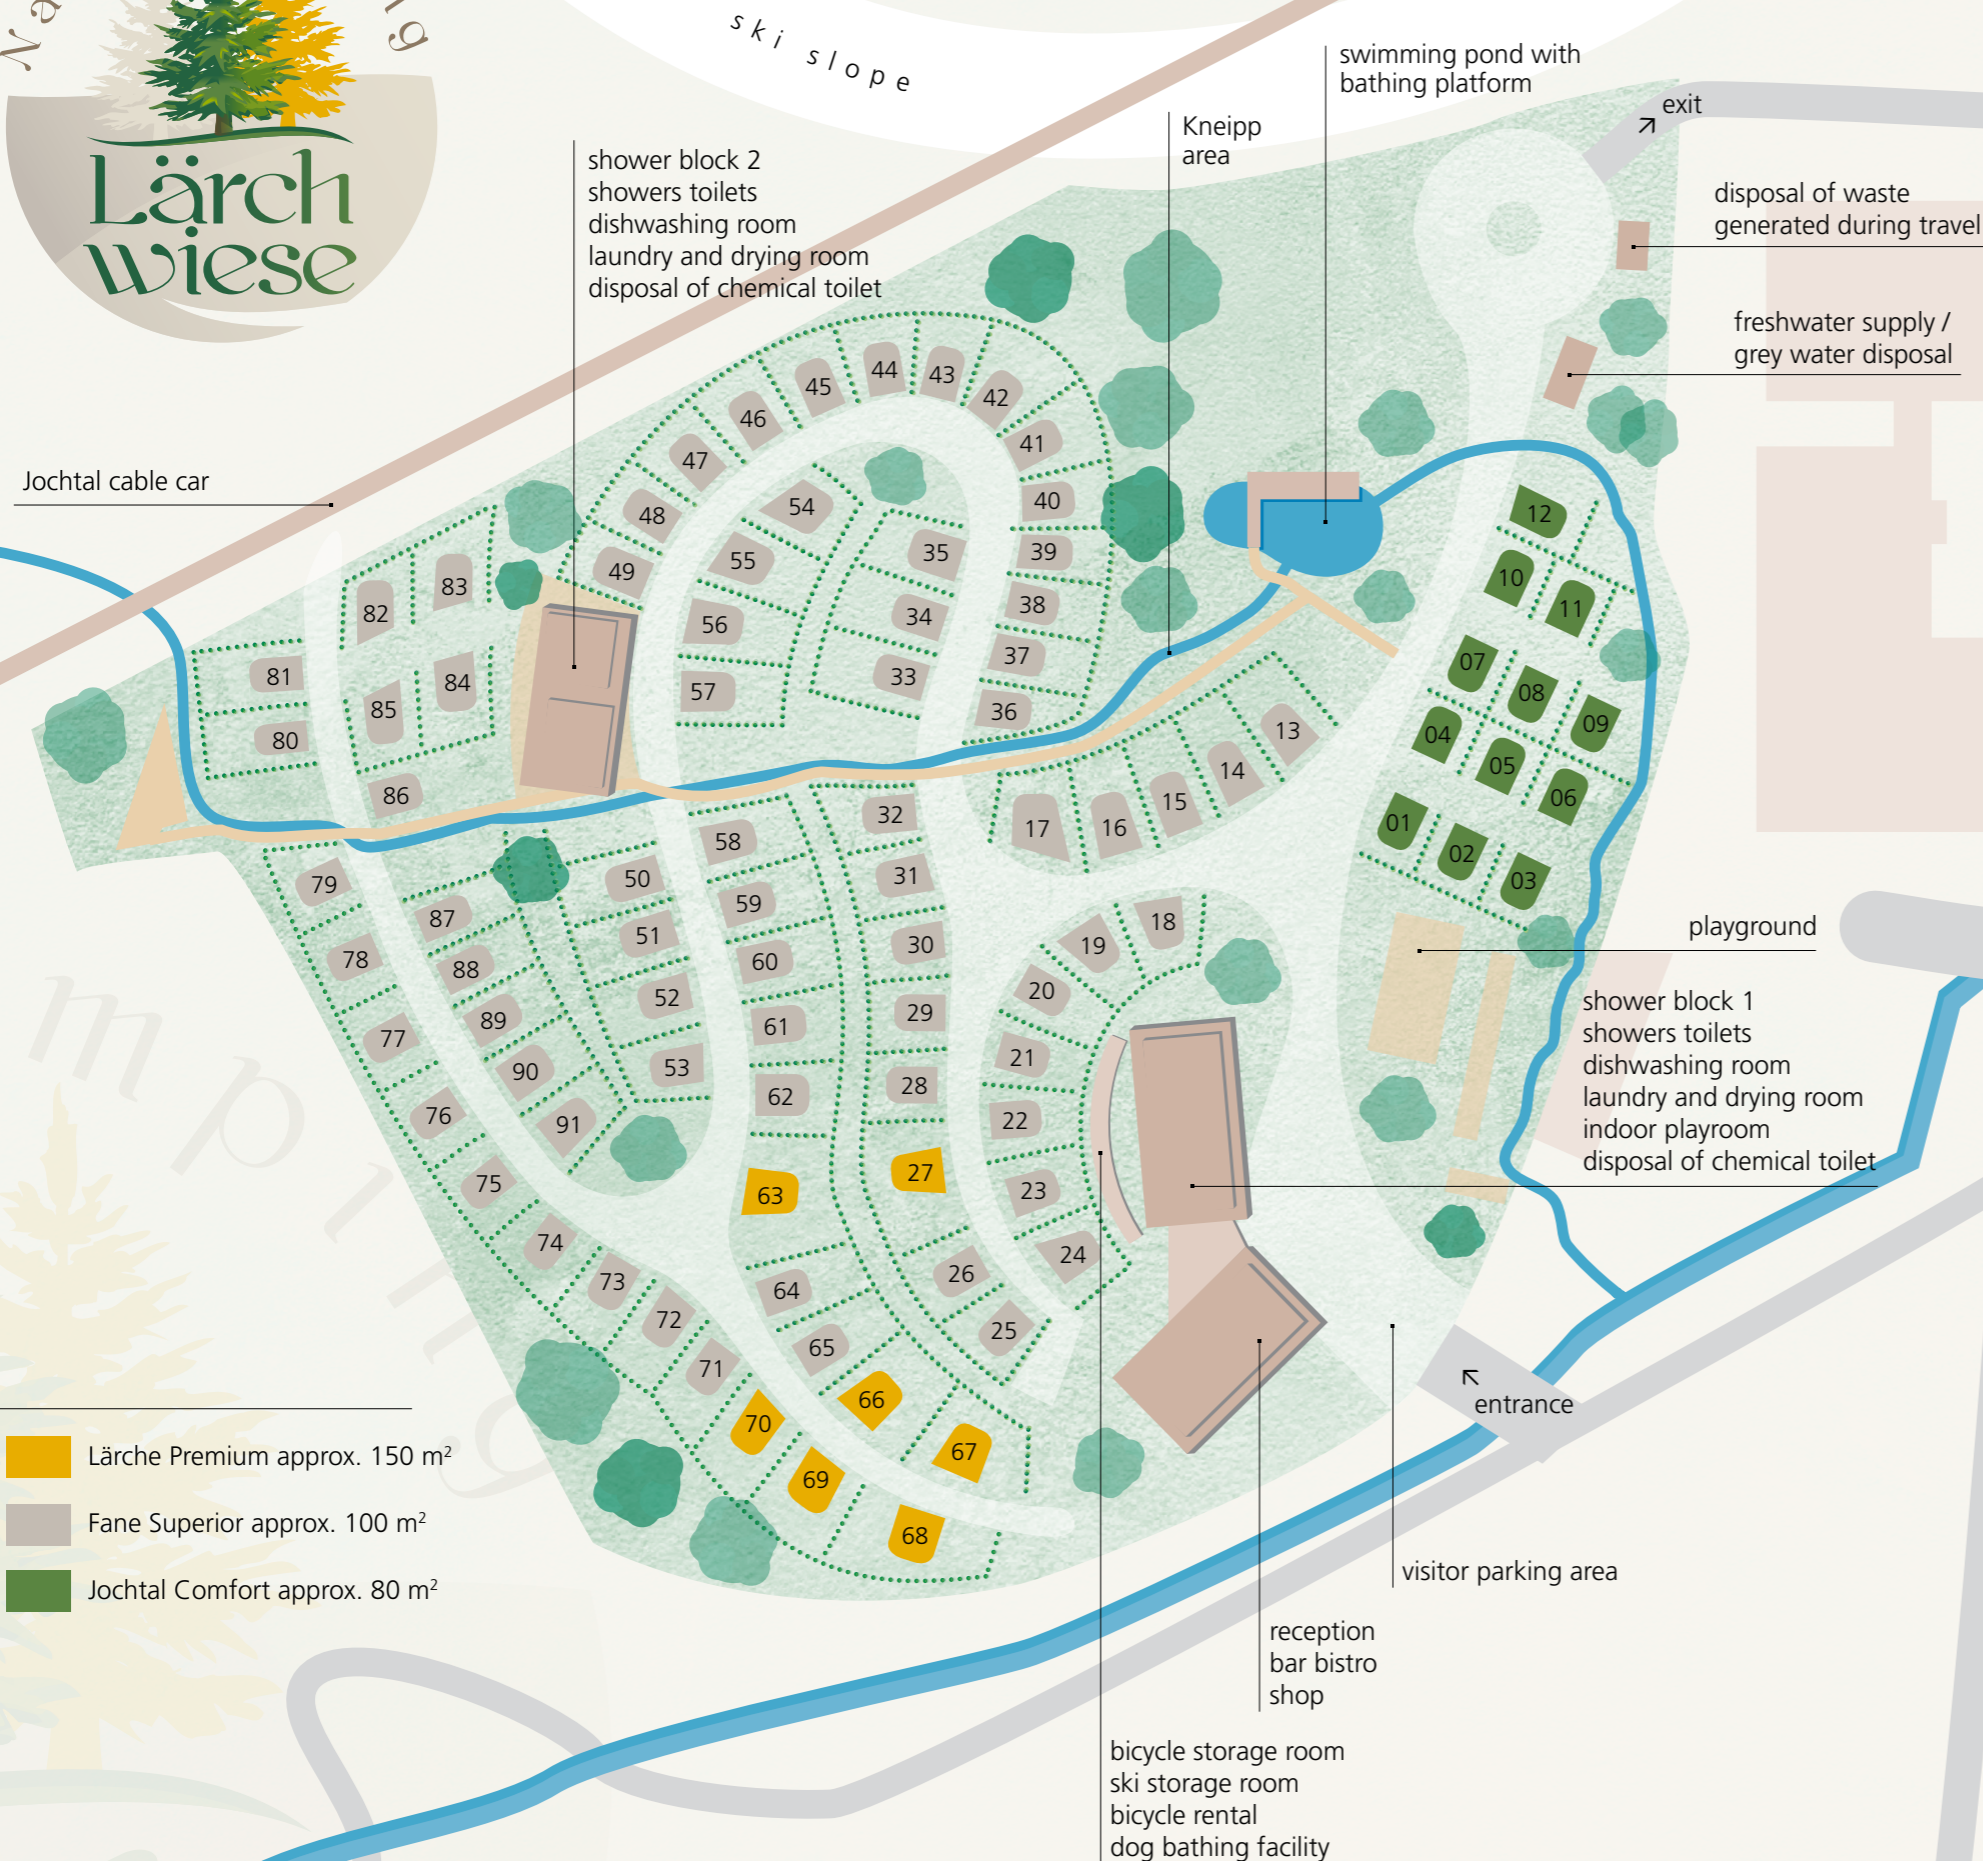 Lärch
wiese
ski slope
swimming pond with
bathing platform
exit
Kneipp
area
shower block 2
showers toilets
dishwashing room
laundry and drying room
disposal of chemical toilet
disposal of waste
generated during travel
freshwater supply /
grey water disposal
Jochtal cable car
44
43
45
42
46
41
47
40
54
48
12
39
35
55
49
10
83
38
11
82
34
56
37
07
81
33
84
57
08
85
36
09
80
13
04
14
05
86
06
15
32
01
17
16
58
02
31
50
79
03
59
87
18
51
30
19
78
60
88
20
52
29
89
61
77
21
53
90
28
62
76
22
91
27
75
23
63
74
24
26
73
64
72
25
65
71
66
70
67
69
68
playground
shower block 1
showers toilets
dishwashing room
laundry and drying room
indoor playroom
disposal of chemical toilet
entrance
Lärche Premium approx. 150 m²
Fane Superior approx. 100 m²
Jochtal Comfort approx. 80 m²
visitor parking area
reception
bar bistro
shop
bicycle storage room
ski storage room
bicycle rental
dog bathing facility